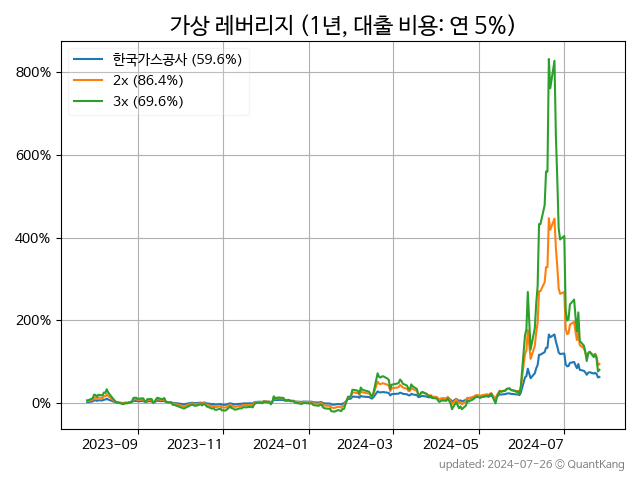 가상 레버리지 (1년, 대출 비용: 연 5%)
한국가스공사 (59.6%)
2x (86.4%)
3x (69.6%)
800%
600%
400%
200%
0%
2023-09 2023-11 2024-01 2024-03 2024-05 2024-07
updated: 2024-07-26 © QuantKang